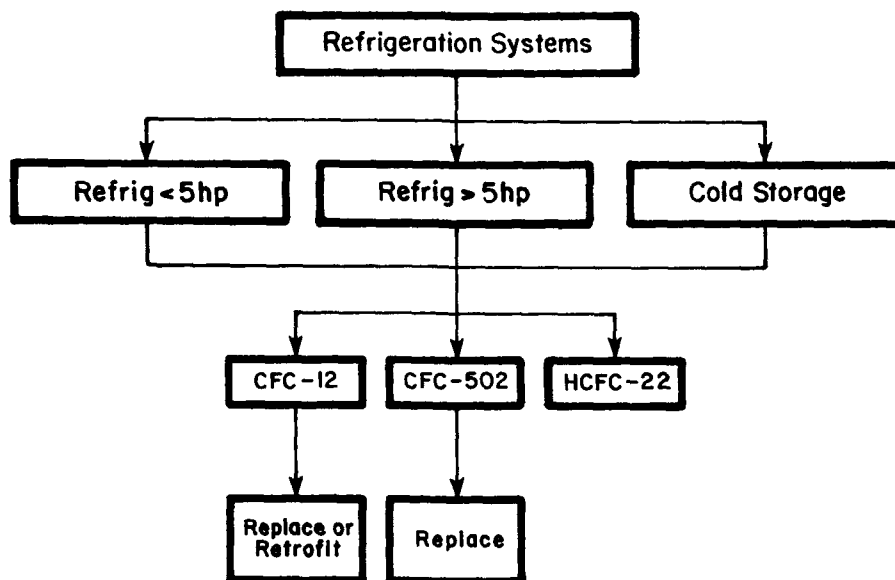 Refrigeration Systems
Refrig < 5hp
Refrig > 5hp
Cold Storage
CFC-12
CFC-502
HCFC-22
Replace or
Retrofit
Replace